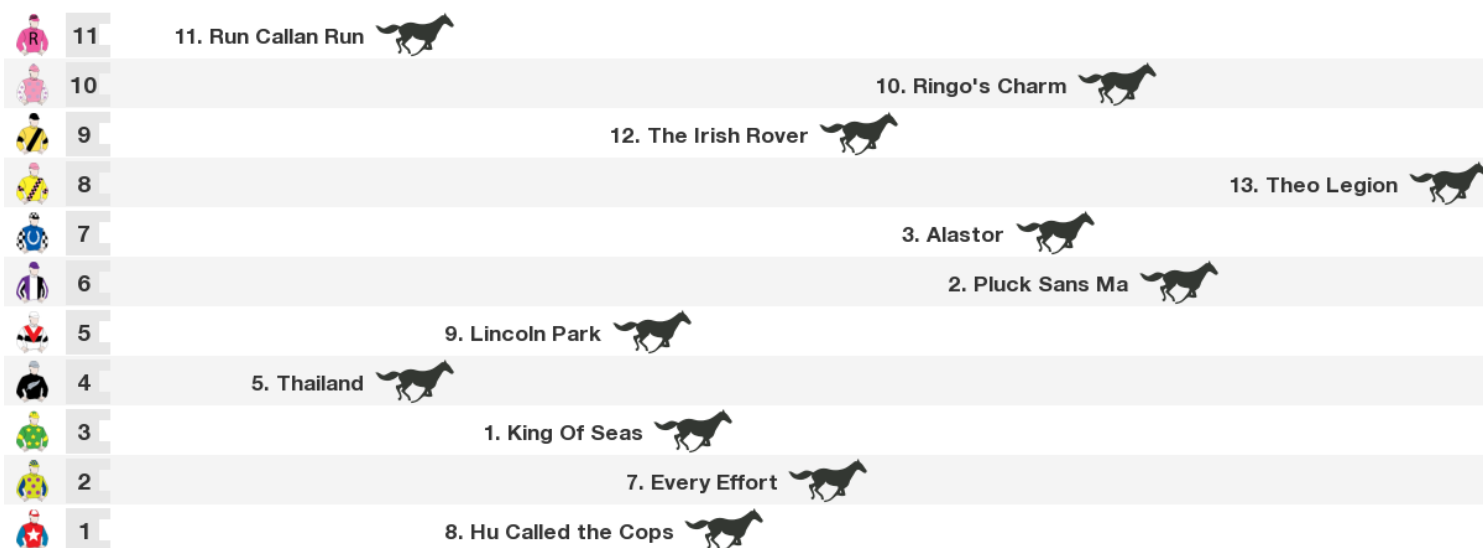 R 11 11. Run Callan Run
10 10. Ringo's Charm
9 12. The Irish Rover
8 13. Theo Legion
7 3. Alastor
6 2. Pluck Sans Ma
5 9. Lincoln Park
4 5. Thailand
3 1. King Of Seas
2 7. Every Effort
1 8. Hu Called the Cops